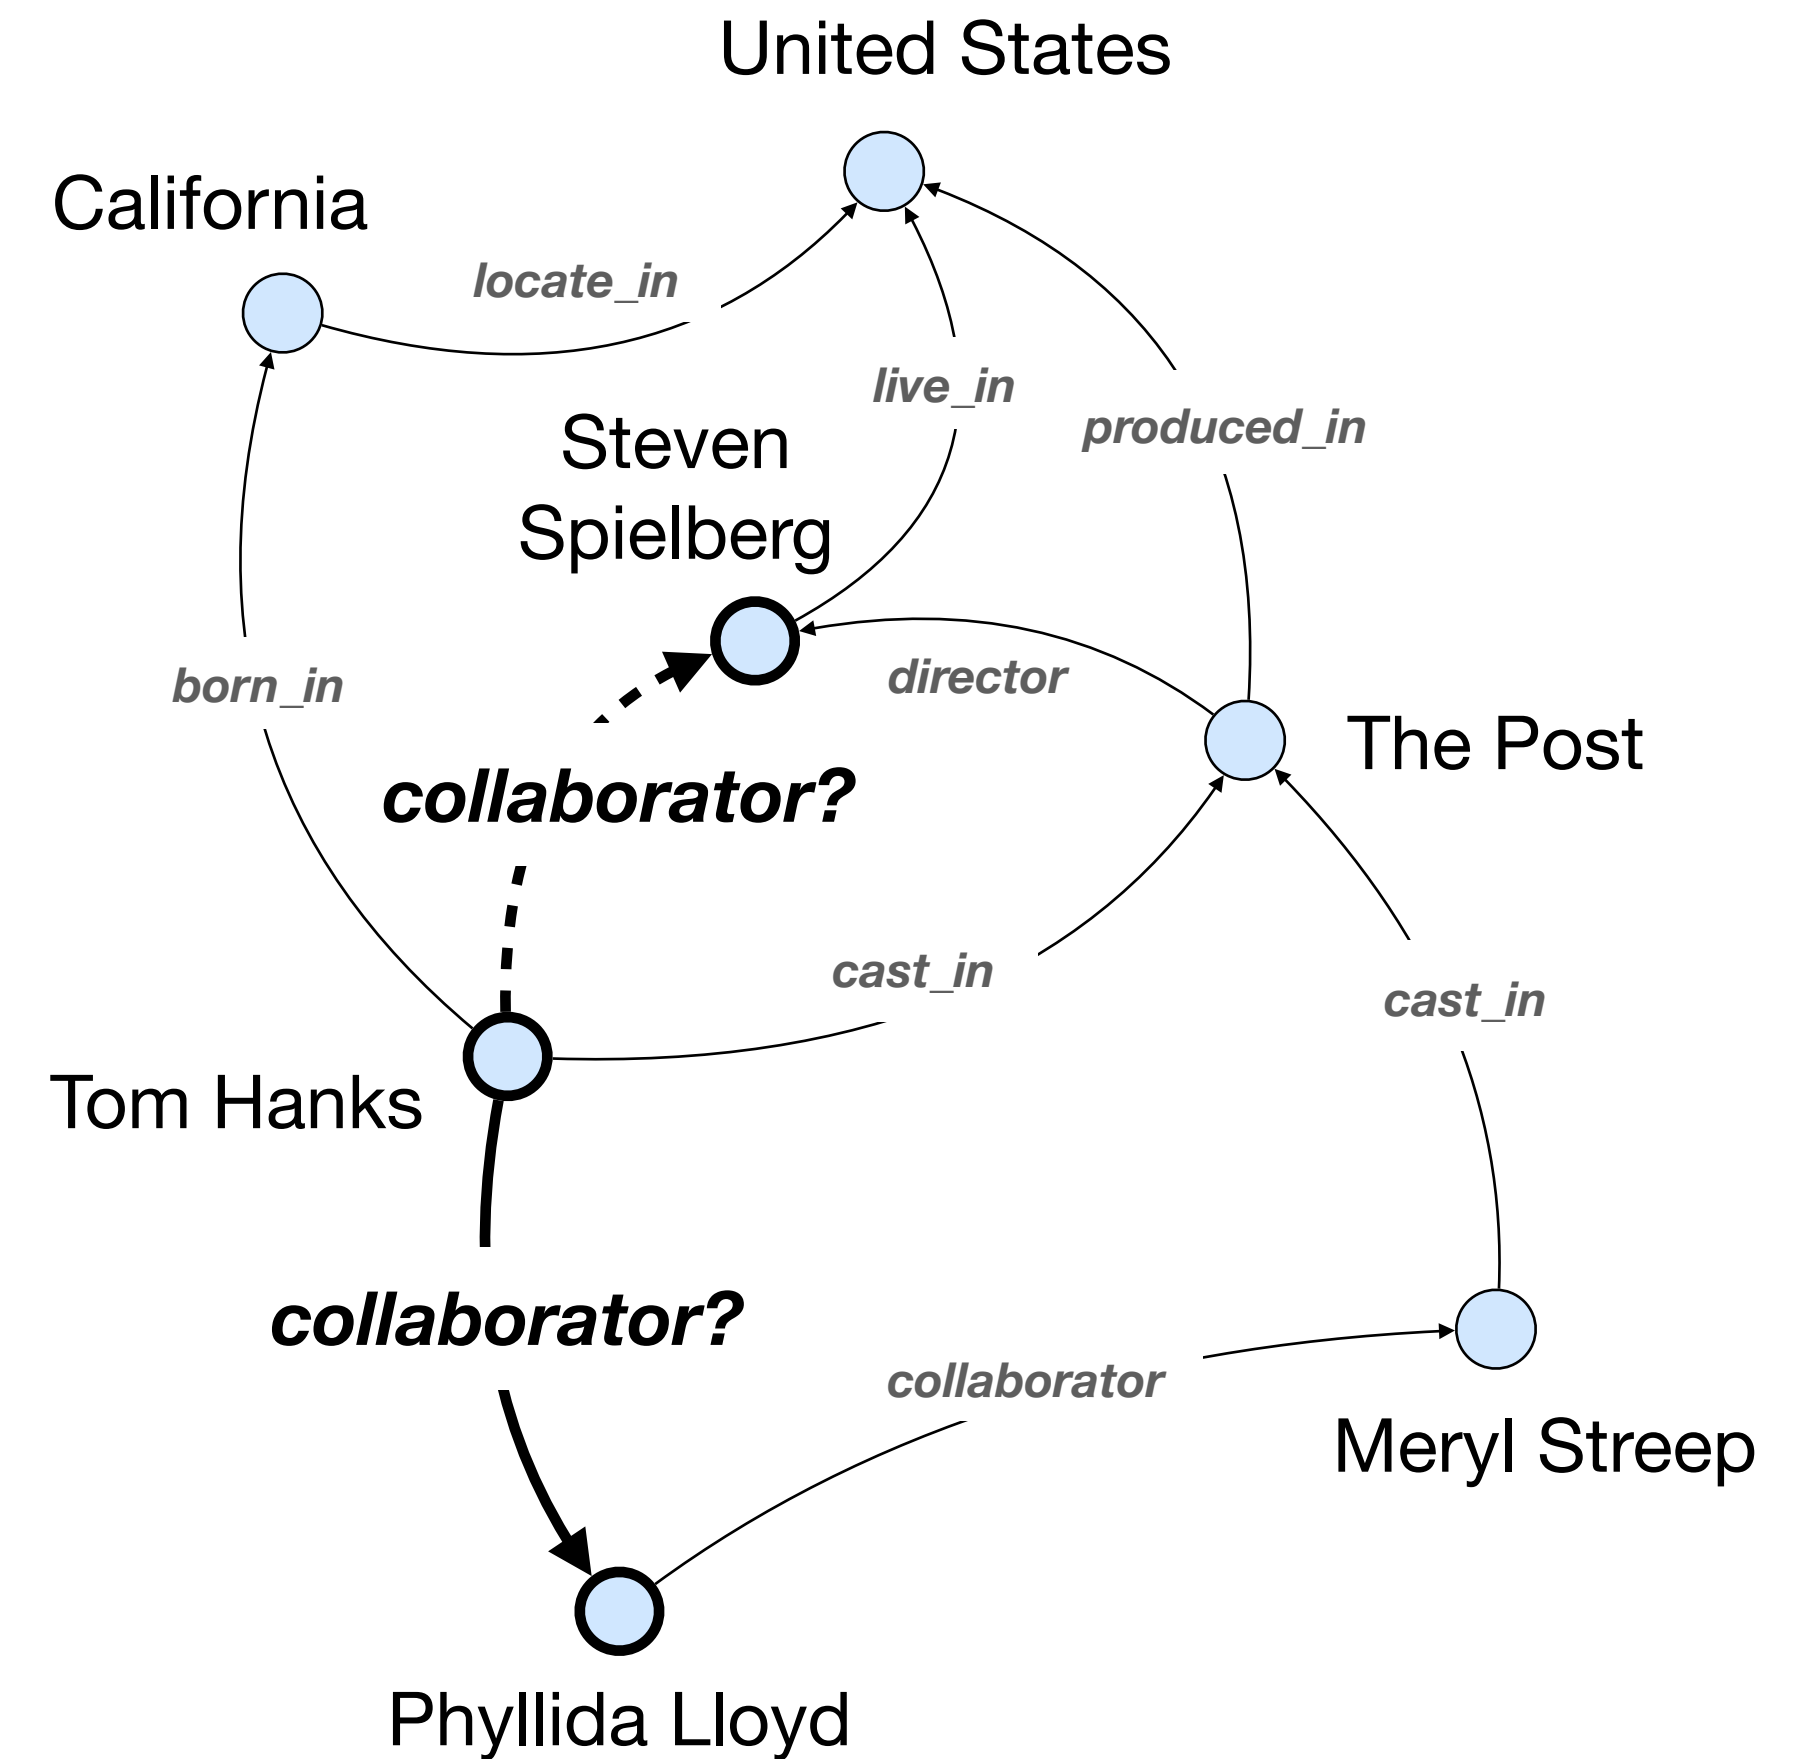 United States
California
locate_in
live_in
produced_in
Steven
Spielberg
born_in
director
The Post
collaborator?
cast_in
cast_in
Tom Hanks
collaborator?
collaborator
Meryl Streep
Phyllida Lloyd